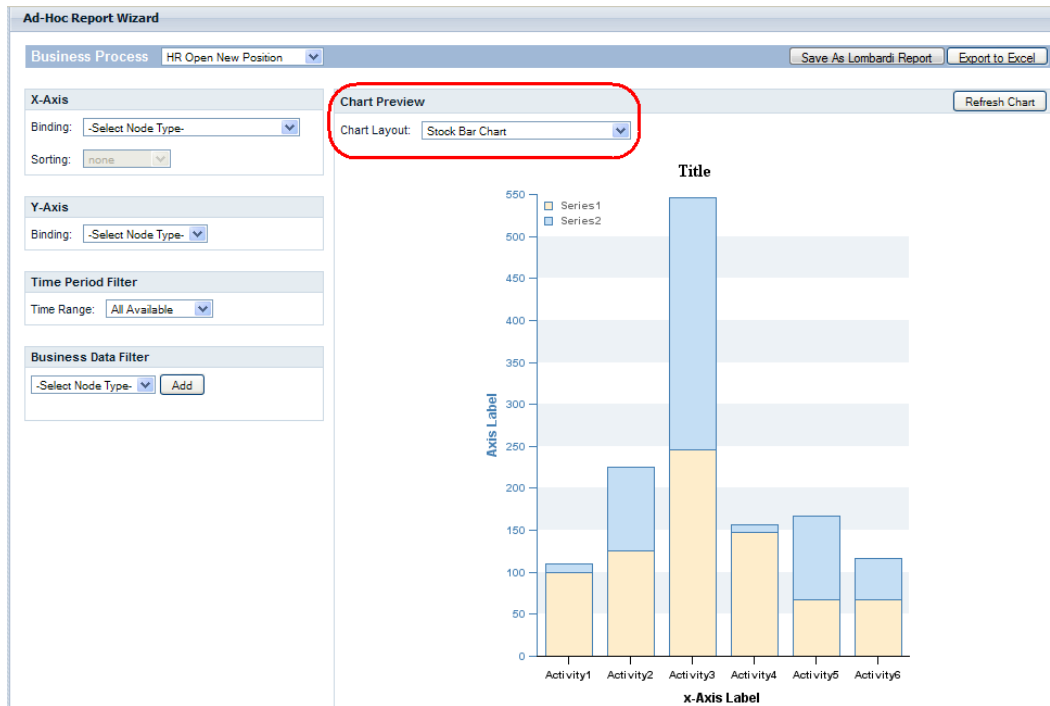 Ad-Hoc Report Wizard
Business Process HR Open New Position Save As Lombardi Report Export to Excel
X-Axis
Binding: -Select Node Type-
Sorting: none
Y-Axis
Binding: -Select Node Type-
Time Period Filter
Time Range: All Available
Business Data Filter
-Select Node Type- Add
Chart Preview Refresh Chart
Chart Layout: Stock Bar Chart
Title
Series1
Series2
550
500
450
400
350
300
250
200
150
100
50
0
Axis Label
Activity1 Activity2 Activity3 Activity4 Activity5 Activity6
x-Axis Label